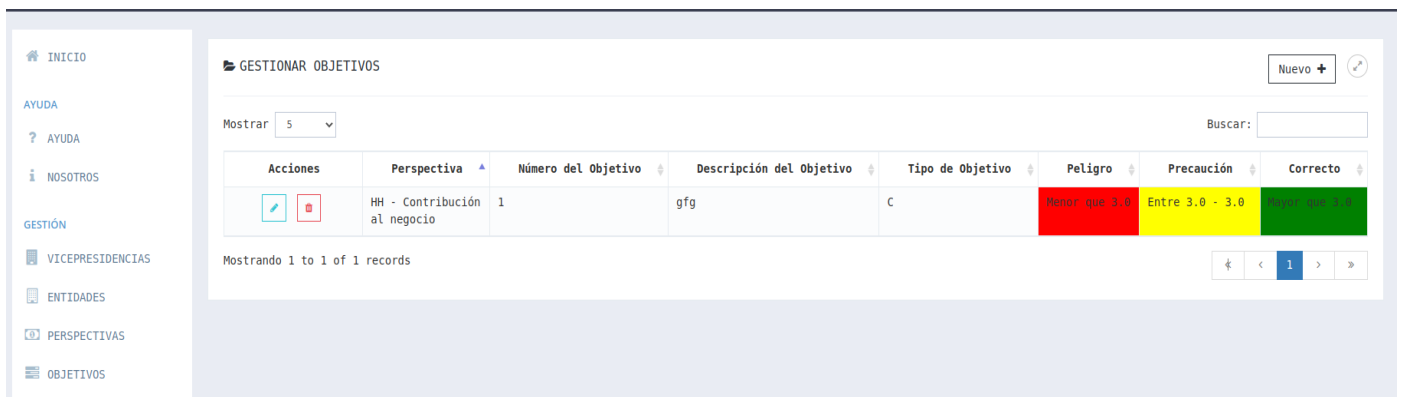 INICIO
AYUDA
? AYUDA
i NOSOTROS
GESTIÓN
VICEPRESIDENCIAS
ENTIDADES
PERSPECTIVAS
OBJETIVOS
GESTIONAR OBJETIVOS
Nuevo +
Mostrar 5
Buscar:
Acciones Perspectiva Número del Objetivo Descripción del Objetivo Tipo de Objetivo Peligro Precaución Correcto
HH - Contribución 1 gfg C Menor que 3.0 Entre 3.0 - 3.0 Mayor que 3.0
al negocio
Mostrando 1 to 1 of 1 records
« ‹ 1 › »